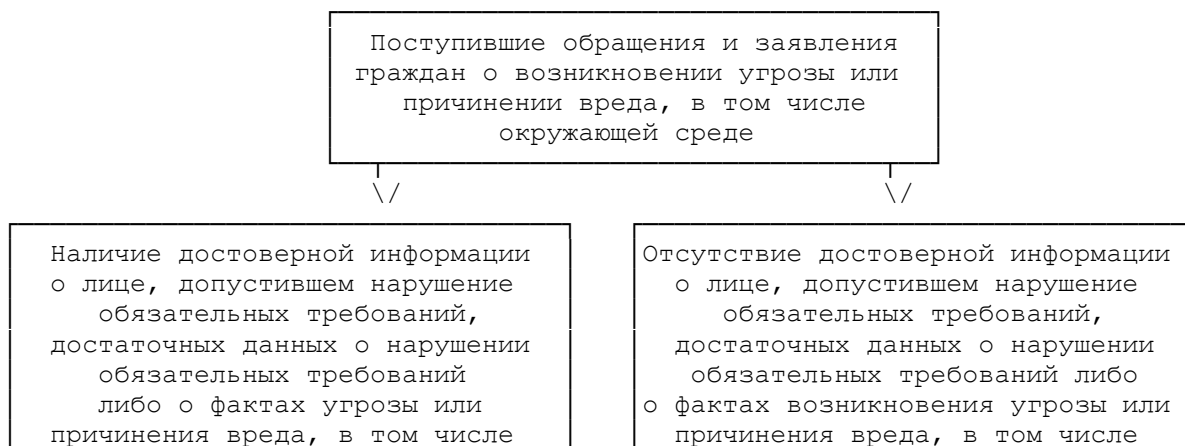 Поступившие обращения и заявления
граждан о возникновении угрозы или
причинении вреда, в том числе
окружающей среде
\/
\/
Наличие достоверной информации
о лице, допустившем нарушение
обязательных требований,
достаточных данных о нарушении
обязательных требований
либо о фактах угрозы или
причинения вреда, в том числе
Отсутствие достоверной информации
о лице, допустившем нарушение
обязательных требований,
достаточных данных о нарушении
обязательных требований либо
о фактах возникновения угрозы или
причинения вреда, в том числе